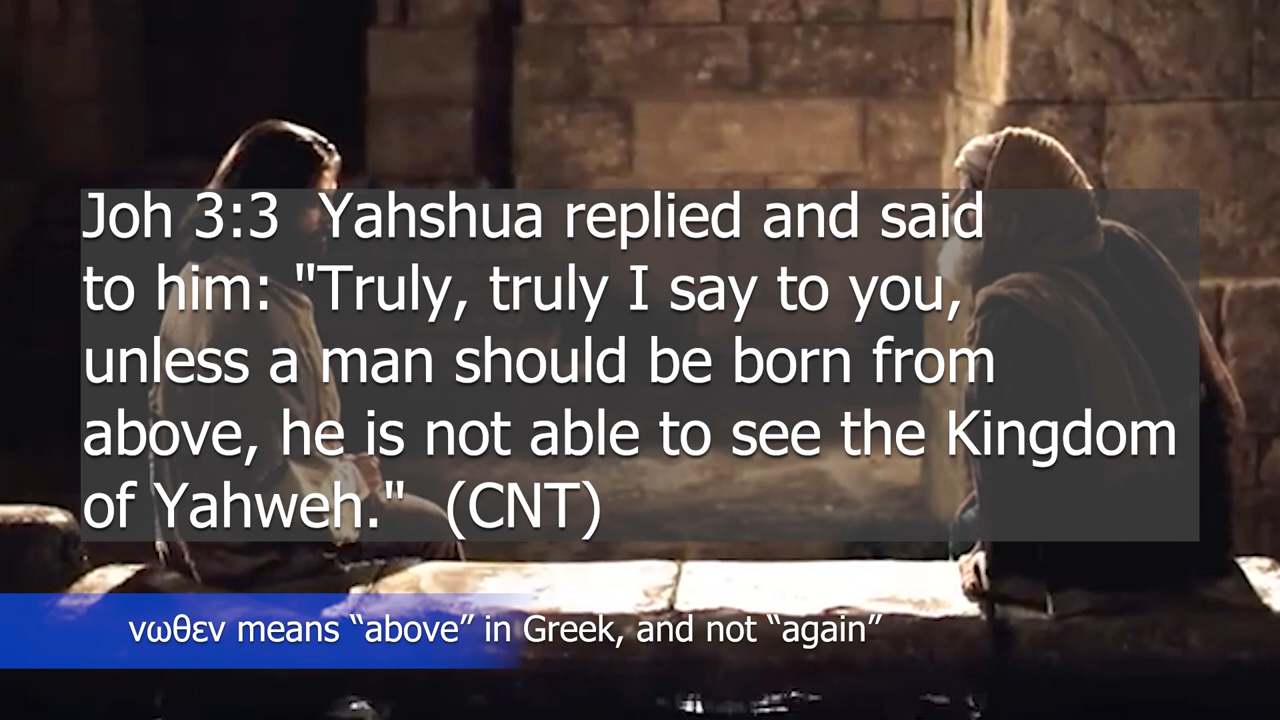 Joh 3:3 Yahshua replied and said
to him: "Truly, truly I say to you,
unless a man should be born from
above, he is not able to see the Kingdom
of Yahweh." (CNT)
νωθεν means “above” in Greek, and not “again”